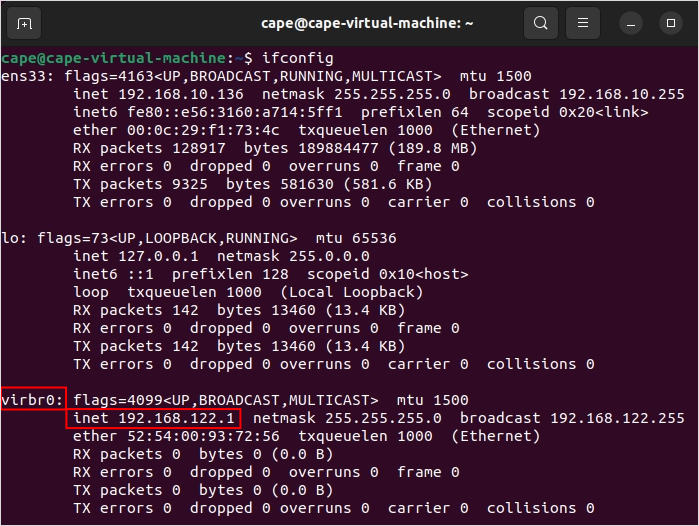 cape@cape-virtual-machine: ~
cape@cape-virtual-machine:~$ ifconfig
ens33: flags=4163<UP,BROADCAST,RUNNING,MULTICAST>  mtu 1500
        inet 192.168.10.136  netmask 255.255.255.0  broadcast 192.168.10.255
        inet6 fe80::e56:3160:a714:5ff1  prefixlen 64  scopeid 0x20<link>
        ether 00:0c:29:f1:73:4c  txqueuelen 1000  (Ethernet)
        RX packets 128917  bytes 189884477 (189.8 MB)
        RX errors 0  dropped 0  overruns 0  frame 0
        TX packets 9325  bytes 581630 (581.6 KB)
        TX errors 0  dropped 0 overruns 0  carrier 0  collisions 0
lo: flags=73<UP,LOOPBACK,RUNNING>  mtu 65536
        inet 127.0.0.1  netmask 255.0.0.0
        inet6 ::1  prefixlen 128  scopeid 0x10<host>
        loop  txqueuelen 1000  (Local Loopback)
        RX packets 142  bytes 13460 (13.4 KB)
        RX errors 0  dropped 0  overruns 0  frame 0
        TX packets 142  bytes 13460 (13.4 KB)
        TX errors 0  dropped 0 overruns 0  carrier 0  collisions 0
virbr0: flags=4099<UP,BROADCAST,MULTICAST>  mtu 1500
        inet 192.168.122.1  netmask 255.255.255.0  broadcast 192.168.122.255
        ether 52:54:00:93:72:56  txqueuelen 1000  (Ethernet)
        RX packets 0  bytes 0 (0.0 B)
        RX errors 0  dropped 0  overruns 0  frame 0
        TX packets 0  bytes 0 (0.0 B)
        TX errors 0  dropped 0 overruns 0  carrier 0  collisions 0